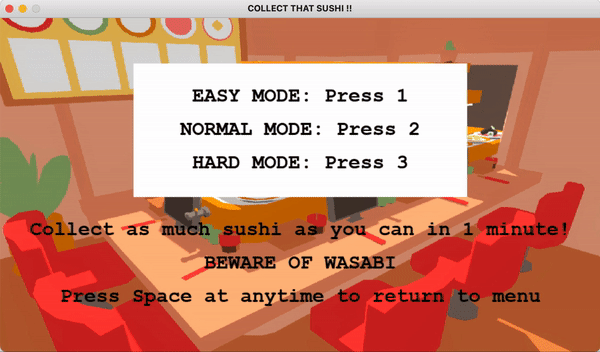 COLLECT THAT SUSHI !!
EASY MODE: Press 1
NORMAL MODE: Press 2
HARD MODE: Press 3
Collect as much sushi as you can in 1 minute!
BEWARE OF WASABI
Press Space at anytime to return to menu